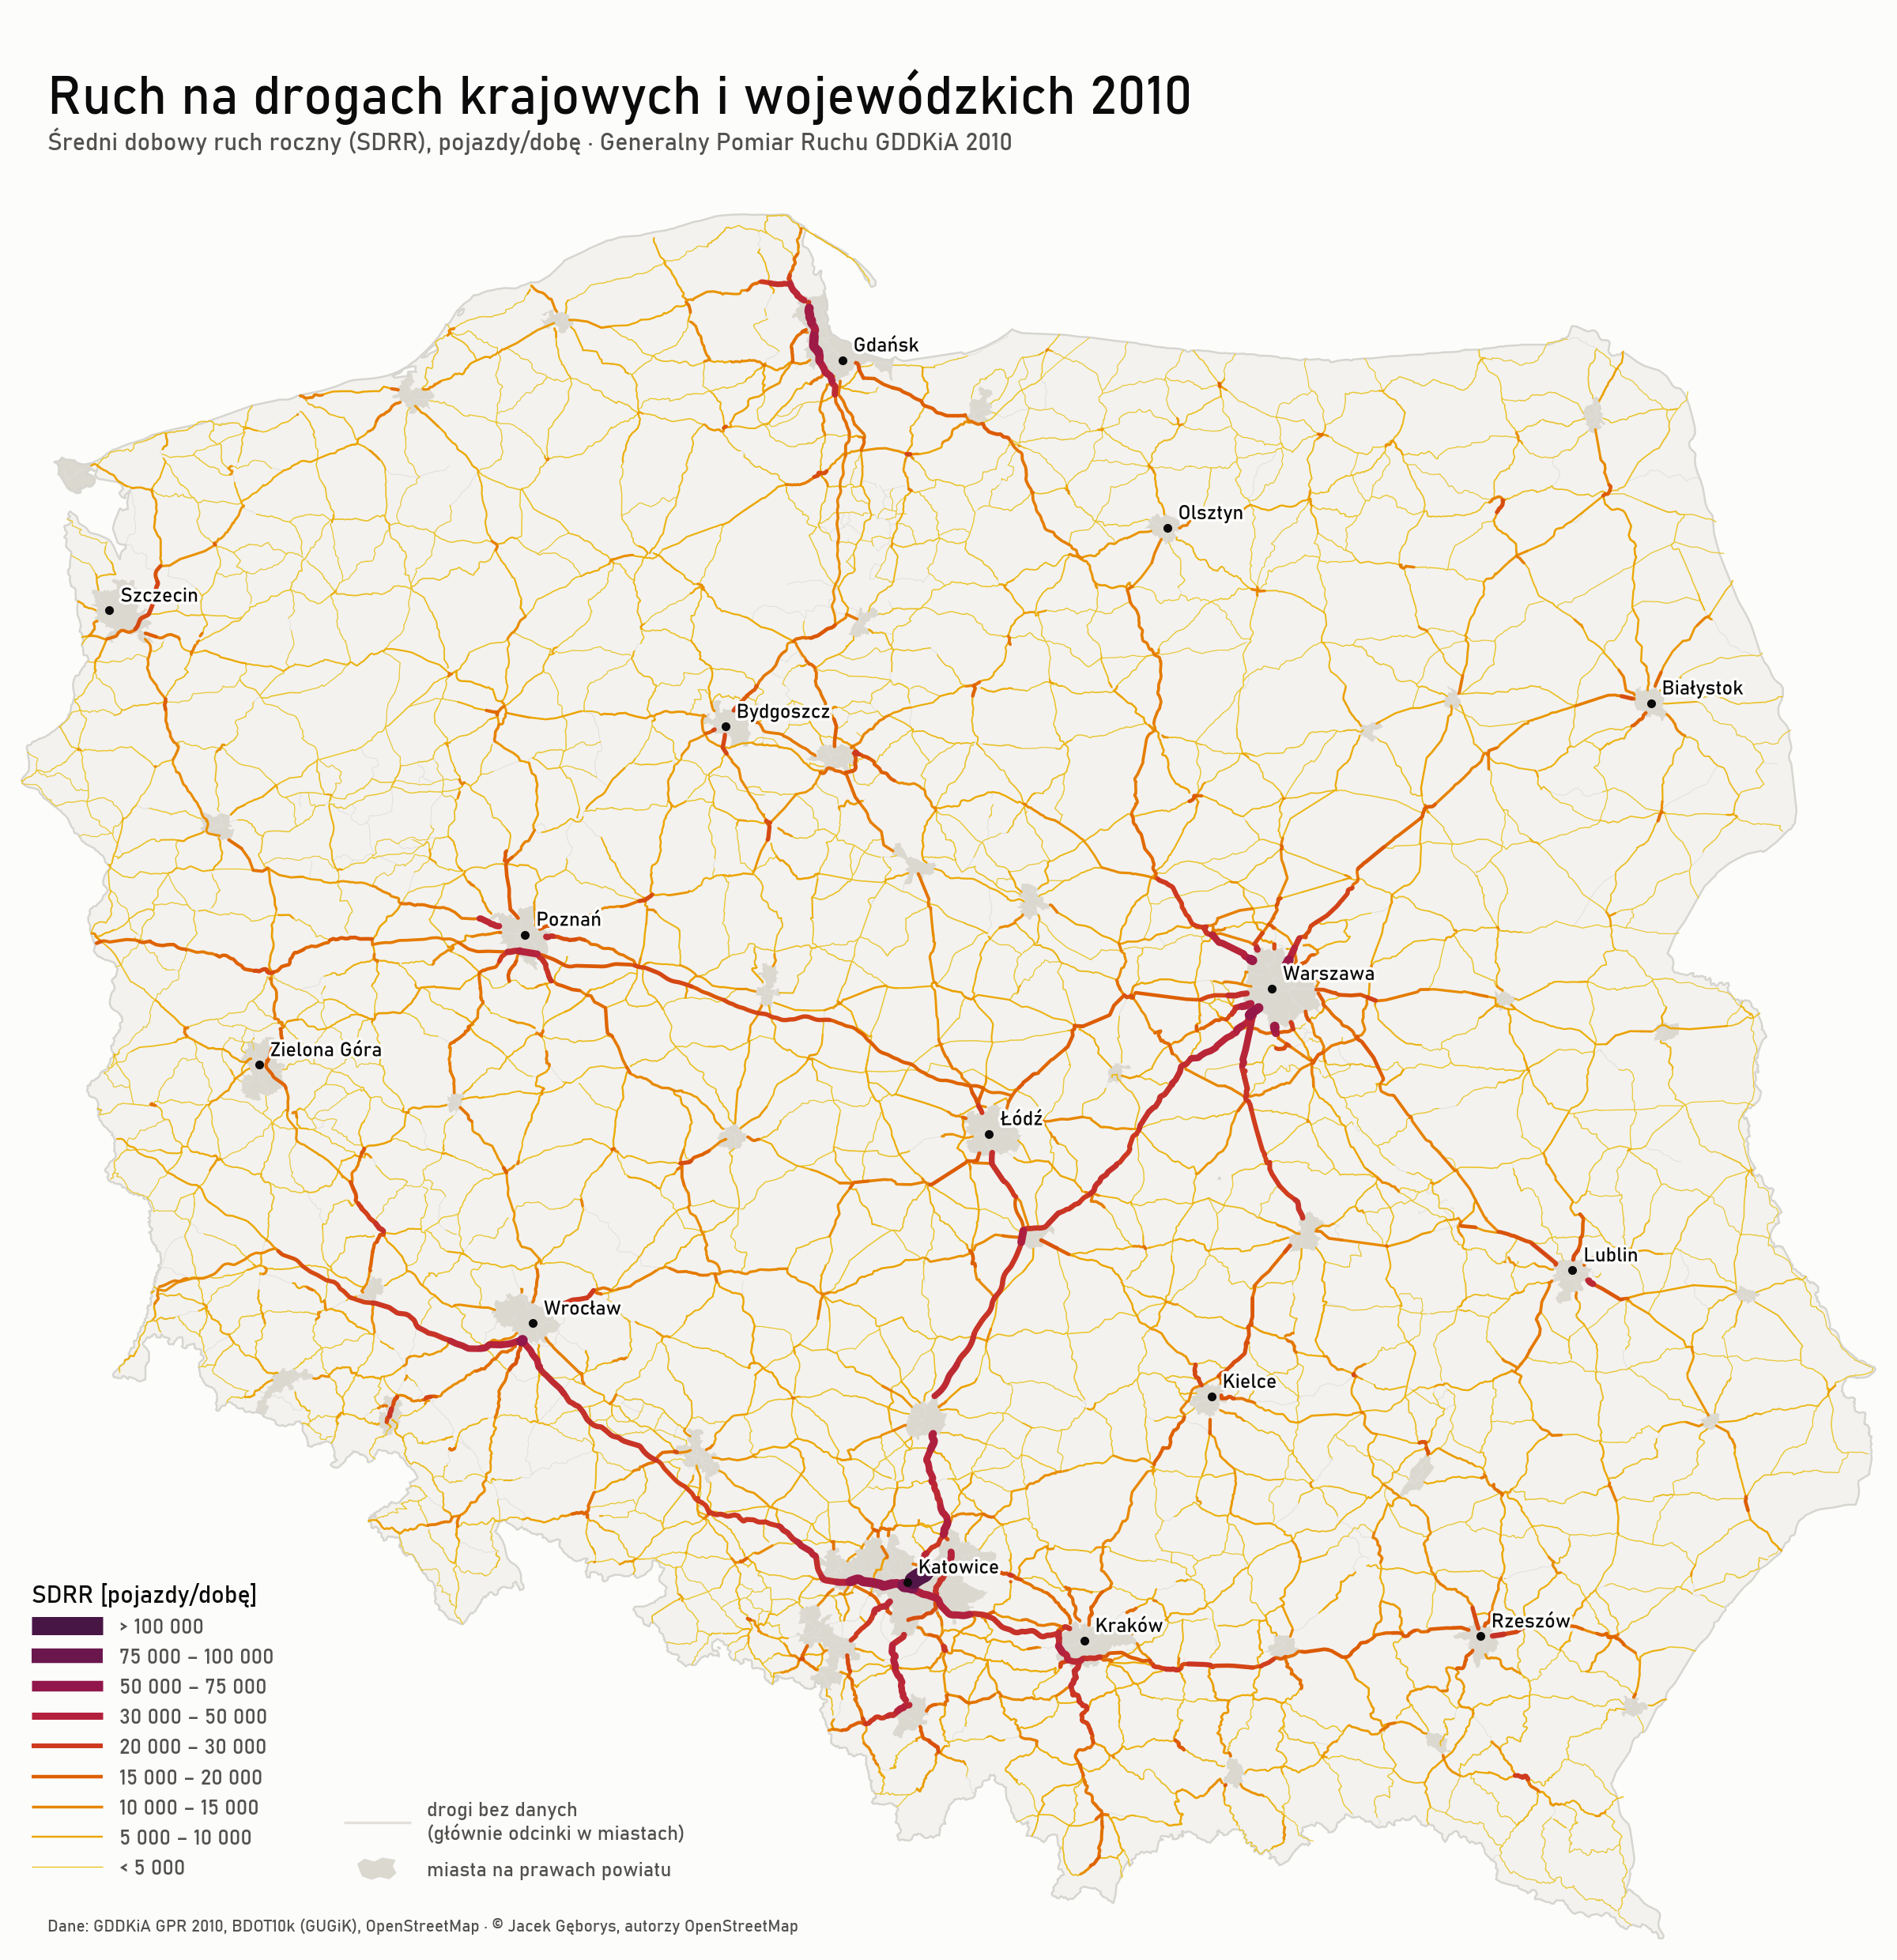 Ruch na drogach krajowych i wojewódzkich 2010
Średni dobowy ruch roczny (SDRR), pojazdy/dobę · Generalny Pomiar Ruchu GDDKiA 2010
Gdańsk
Olsztyn
Szczecin
Białystok
Bydgoszcz
Poznań
Warszawa
Zielona Góra
Łódź
Lublin
Wrocław
Kielce
Katowice
Kraków
Rzeszów
SDRR [pojazdy/dobę]
> 100 000
75 000 – 100 000
50 000 – 75 000
30 000 – 50 000
20 000 – 30 000
15 000 – 20 000
10 000 – 15 000
5 000 – 10 000
< 5 000
drogi bez danych
(głównie odcinki w miastach)
miasta na prawach powiatu
Dane: GDDKiA GPR 2010, BDOT10k (GUGiK), OpenStreetMap · © Jacek Gęborys, autorzy OpenStreetMap